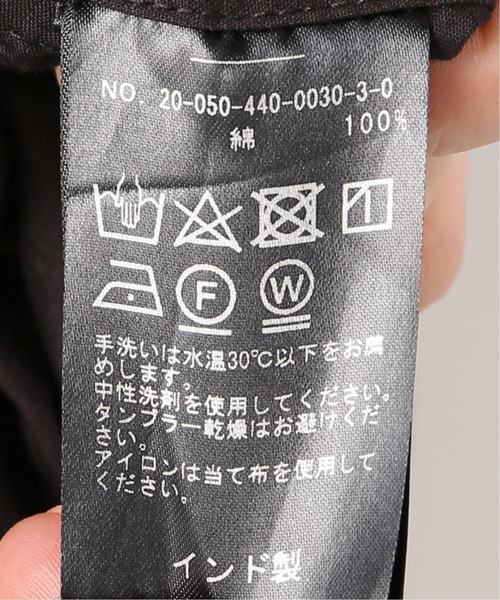 NO. 20-050-440-0030-3-0
綿 100%
F W
手洗いは水温30℃以下をお薦
めします。
中性洗剤を使用してください。
タンブラー乾燥はお避けくだ
さい。
アイロンは当て布を使用して
ください。
インド製